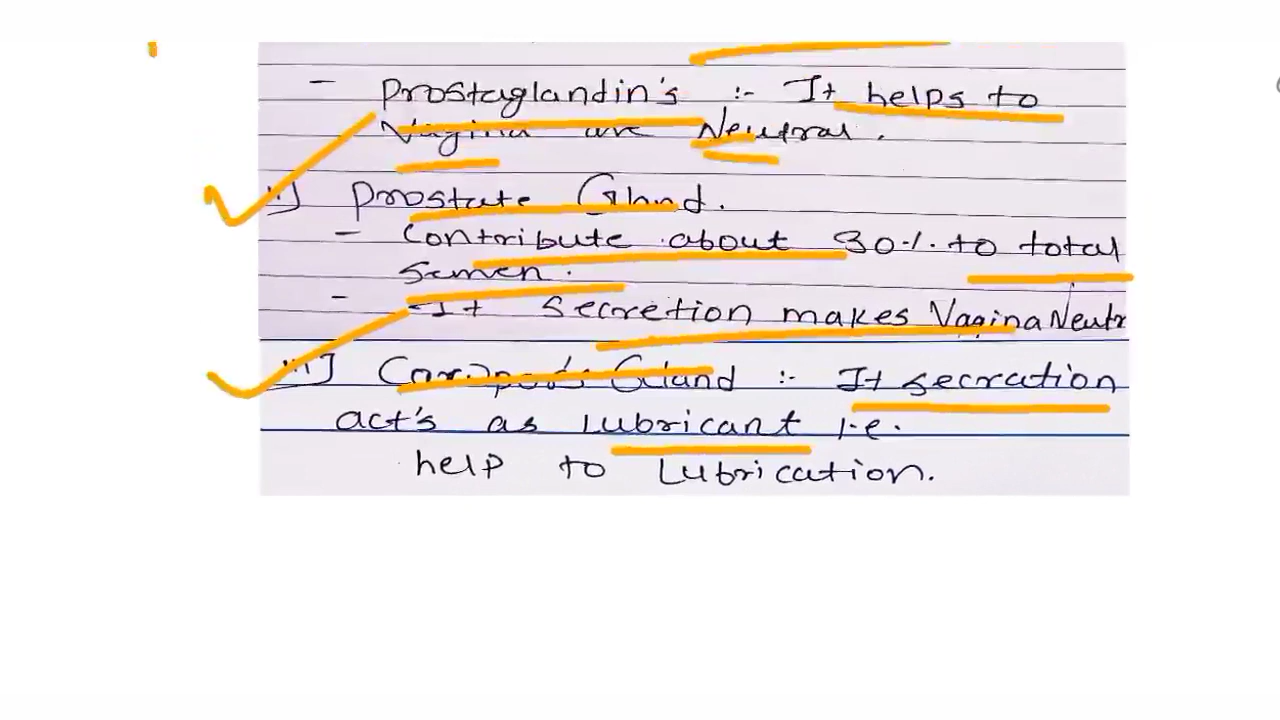 - Prostaglandin's :- It helps to
Vagina are Neutral.
ii] Prostate Gland.
- Contribute about 30% to total
Semen.
- It Secretion makes Vagina Neutr
iii] Gland :- It secration
act's as Lubricant i.e.
help to Lubrication.